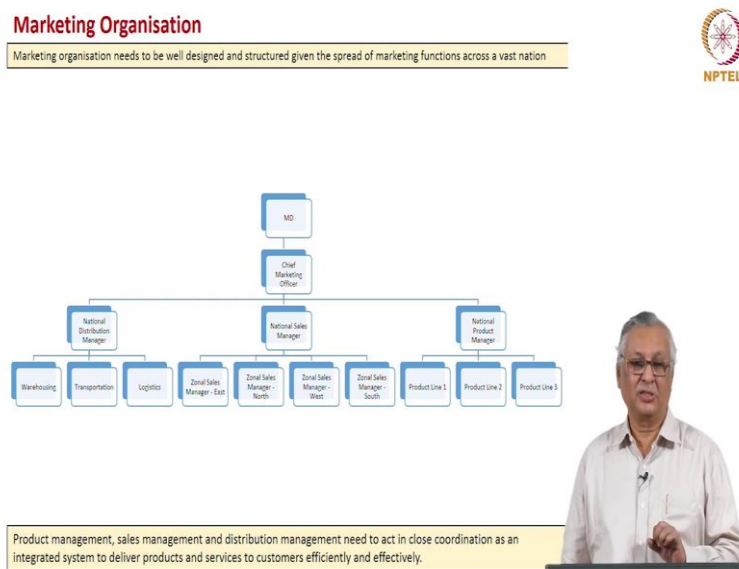 Marketing Organisation
Marketing organisation needs to be well designed and structured given the spread of marketing functions across a vast nation
NPTEL
MD
Chief
Marketing
Officer
National
Distribution
Manager
National Sales
Manager
National
Product
Manager
Warehousing
Transportation
Logistics
Zonal Sales
Manager - East
Zonal Sales
Manager -
North
Zonal Sales
Manager -
West
Zonal Sales
Manager -
South
Product Line 1
Product Line 2
Product Line 3
Product management, sales management and distribution management need to act in close coordination as an
integrated system to deliver products and services to customers efficiently and effectively.